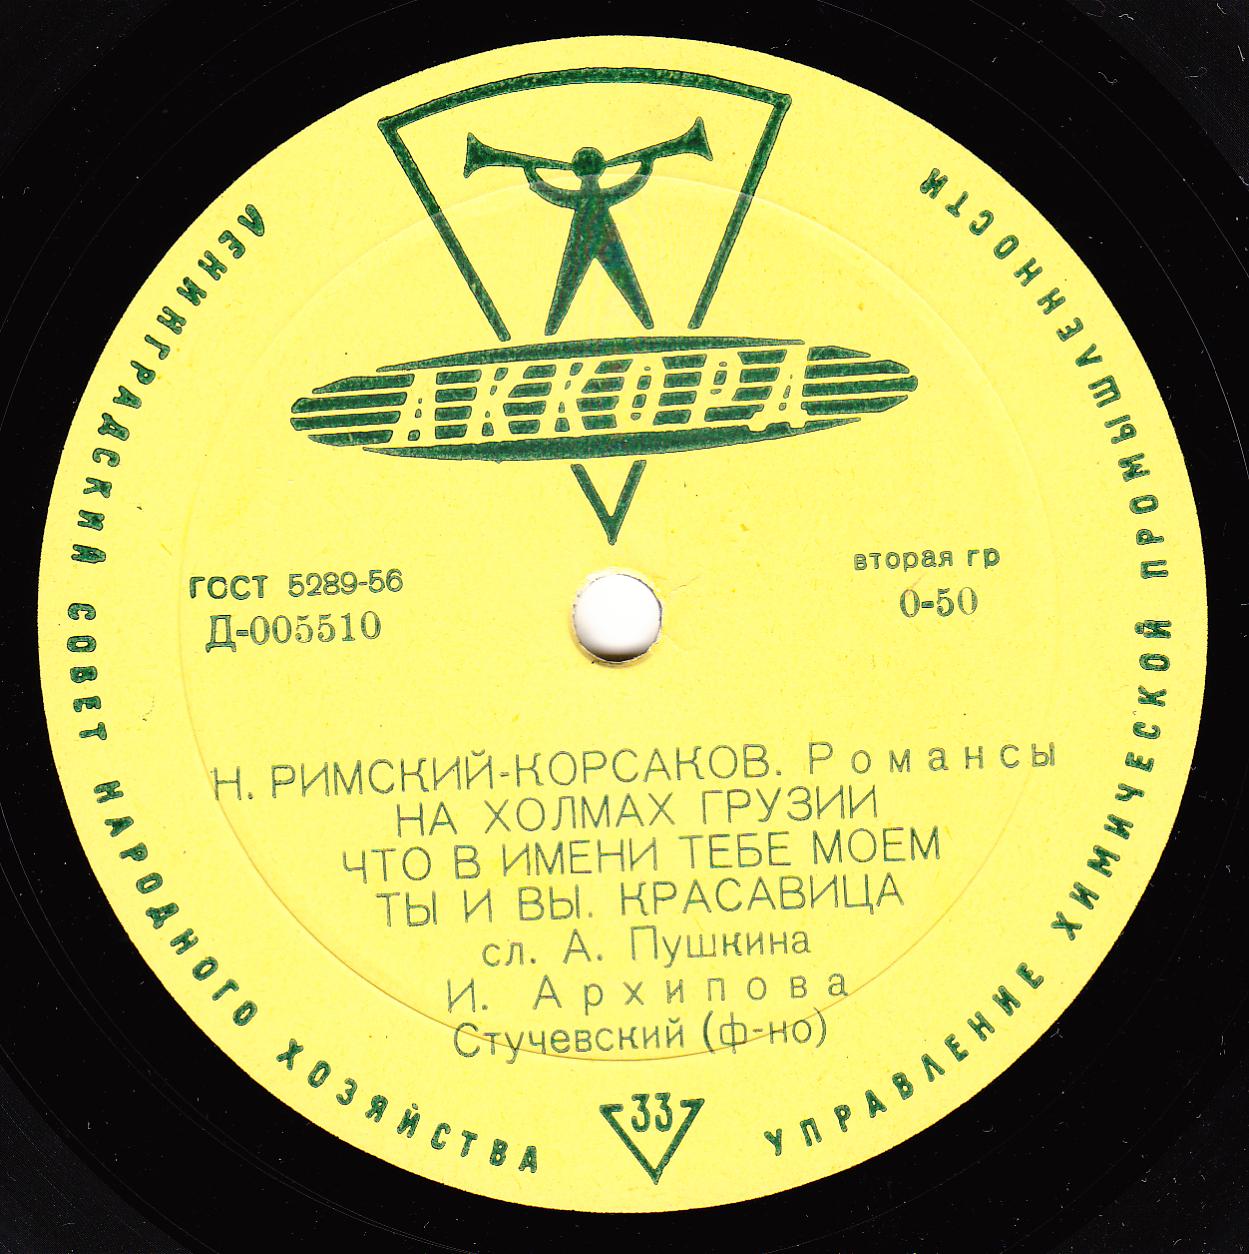 ЛЕНИНГРАДСКИЙ СОВЕТ НАРОДНОГО ХОЗЯЙСТВА
УПРАВЛЕНИЕ ХИМИЧЕСКОЙ ПРОМЫШЛЕННОСТИ
АККОРД
ГОСТ 5289-56
Д-005510
вторая гр
0-50
Н. РИМСКИЙ-КОРСАКОВ. Романсы
НА ХОЛМАХ ГРУЗИИ
ЧТО В ИМЕНИ ТЕБЕ МОЕМ
ТЫ И ВЫ. КРАСАВИЦА
сл. А. Пушкина
И. Архипова
Стучевский (ф-но)
33